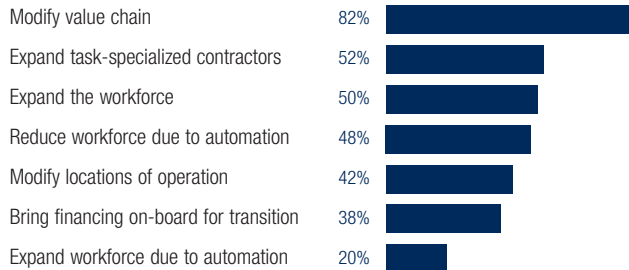 Modify value chain 82%
Expand task-specialized contractors 52%
Expand the workforce 50%
Reduce workforce due to automation 48%
Modify locations of operation 42%
Bring financing on-board for transition 38%
Expand workforce due to automation 20%